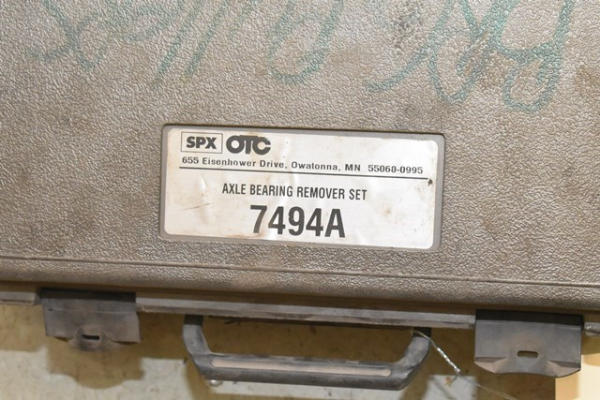 SPX OTC
655 Eisenhower Drive, Owatonna, MN 55060-0995
AXLE BEARING REMOVER SET
7494A